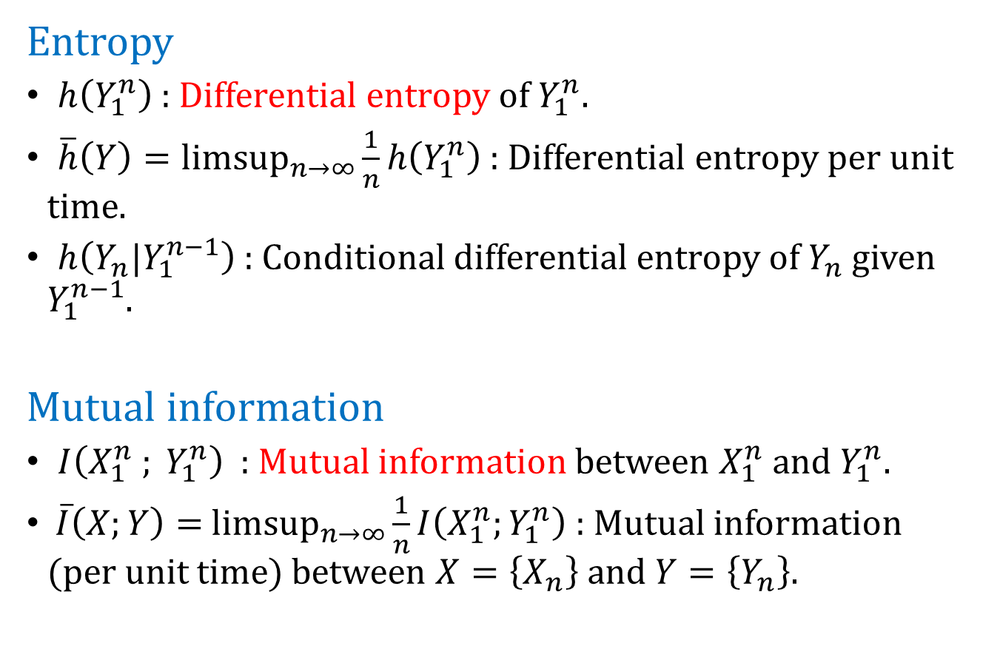 Entropy
• $h(Y_1^n)$ : Differential entropy of $Y_1^n$.
• $\bar{h}(Y) = \text{limsup}_{n \to \infty} \frac{1}{n} h(Y_1^n)$ : Differential entropy per unit
time.
• $h(Y_n|Y_1^{n-1})$ : Conditional differential entropy of $Y_n$ given
$Y_1^{n-1}$.
Mutual information
• $I(X_1^n ; Y_1^n)$ : Mutual information between $X_1^n$ and $Y_1^n$.
• $\bar{I}(X; Y) = \text{limsup}_{n \to \infty} \frac{1}{n} I(X_1^n; Y_1^n)$ : Mutual information
(per unit time) between $X = \{X_n\}$ and $Y = \{Y_n\}$.